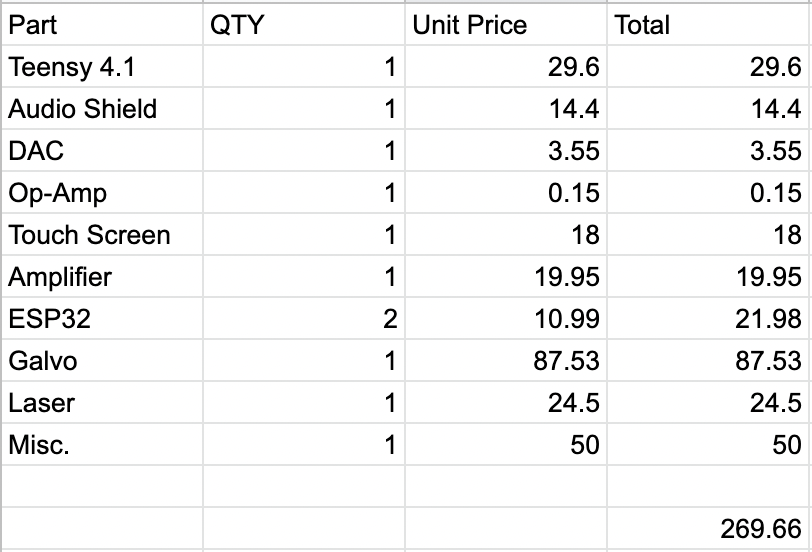 Part QTY Unit Price Total
Teensy 4.1 1 29.6 29.6
Audio Shield 1 14.4 14.4
DAC 1 3.55 3.55
Op-Amp 1 0.15 0.15
Touch Screen 1 18 18
Amplifier 1 19.95 19.95
ESP32 2 10.99 21.98
Galvo 1 87.53 87.53
Laser 1 24.5 24.5
Misc. 1 50 50
269.66